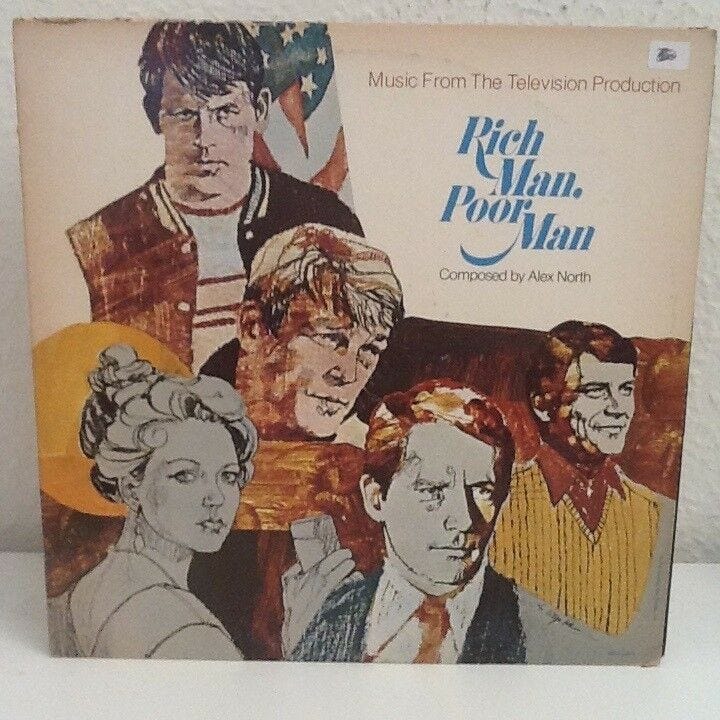 Music From The Television Production
Rich
Man,
Poor
Man
Composed by Alex North